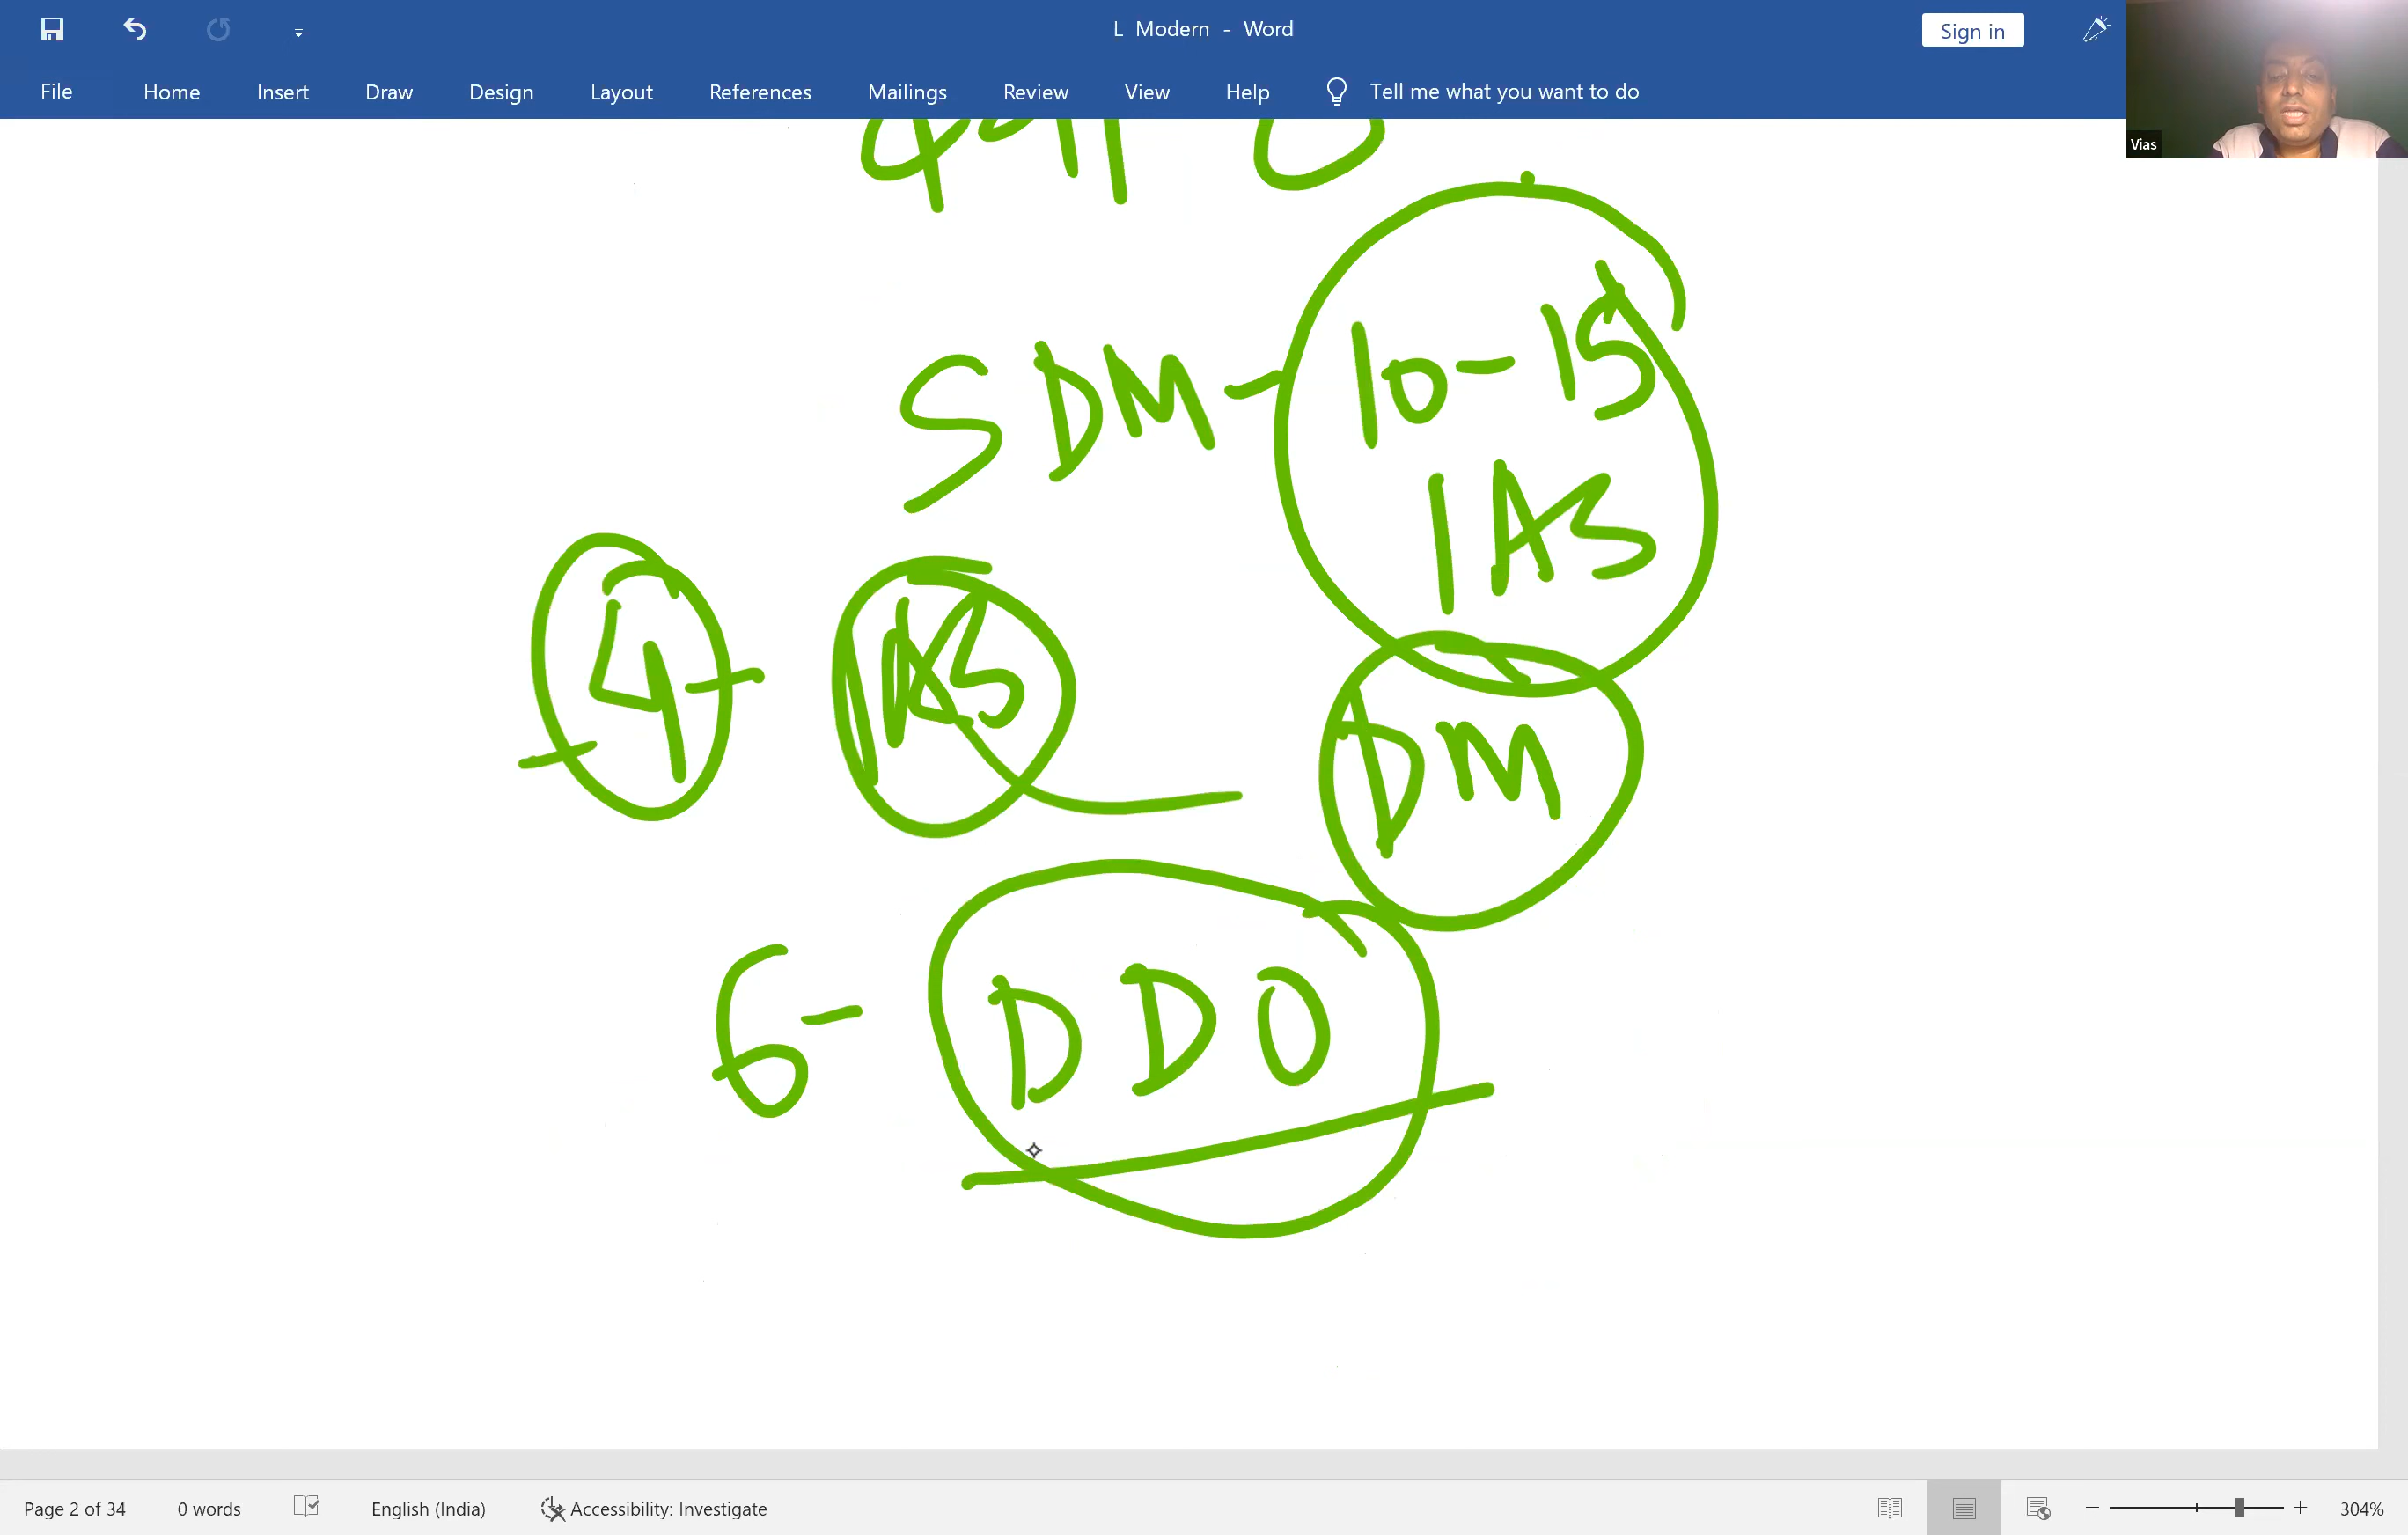 L Modern - Word
Sign in
File Home Insert Draw Design Layout References Mailings Review View Help Tell me what you want to do
Vias
SDM - 10-15
IAS
4 - IAS
DM
6 - DDO
Page 2 of 34 0 words English (India) Accessibility: Investigate 304%